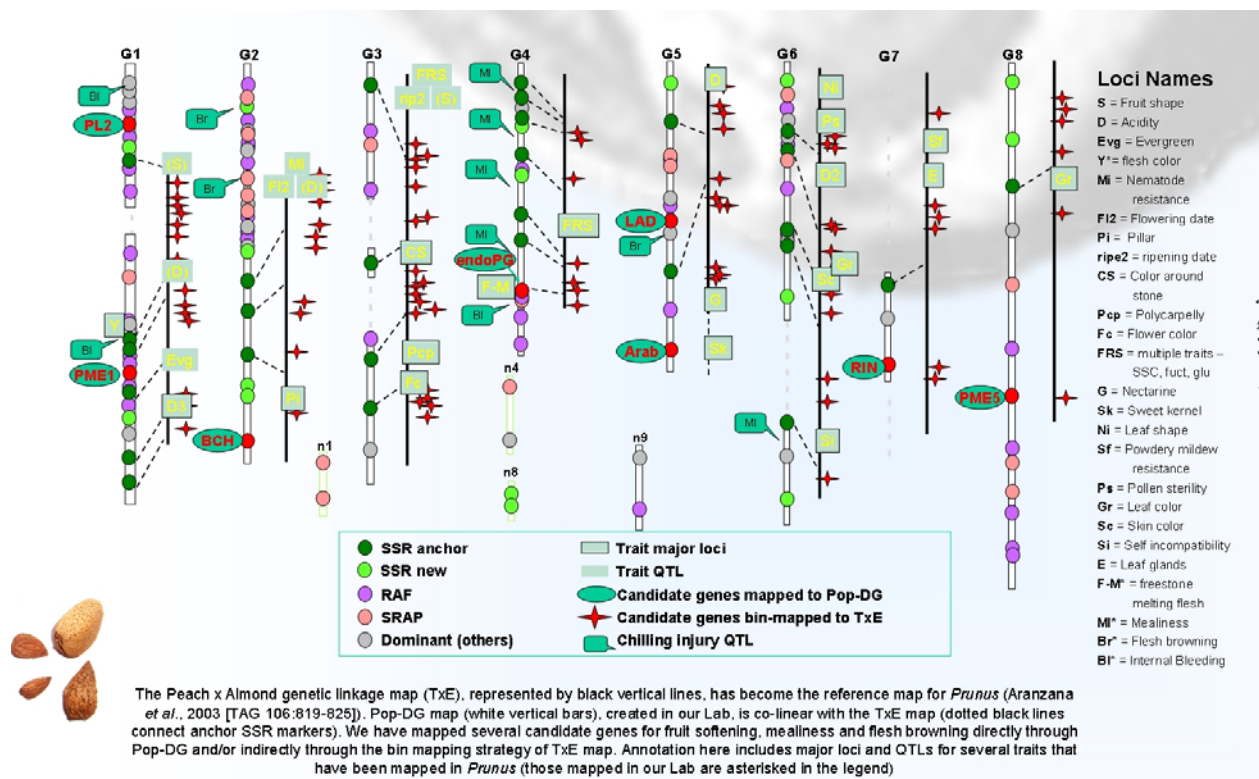 G1
G2
G3
G4
G5
G6
G7
G8
Bl
PL2
(S)
(D)
Y
Bl
PME1
Evg
D3
Br
Br
Ml
Fl2 (D)
Pi
BCH
n1
FRS
np2 (S)
CS
Pcp
Fc
Ml
Ml
Ml
Ml
endoPG
F-M
Bl
FRS
n4
n8
D
LAD
Br
G
Arab
Sk
n9
Ni
Ps
D2
Gr
Sc
Ml
Si
Sf
E
RIN
Gr
PME5
Loci Names
S = Fruit shape
D = Acidity
Evg = Evergreen
Y* = flesh color
Mi = Nematode
resistance
Fl2 = Flowering date
Pi = Pillar
ripe2 = ripening date
CS = Color around
stone
Pcp = Polycarpelly
Fc = Flower color
FRS = multiple traits –
SSC, fuct, glu
G = Nectarine
Sk = Sweet kernel
Ni = Leaf shape
Sf = Powdery mildew
resistance
Ps = Pollen sterility
Gr = Leaf color
Sc = Skin color
Si = Self incompatibility
E = Leaf glands
F-M* = freestone
melting flesh
Ml* = Mealiness
Br* = Flesh browning
Bl* = Internal Bleeding
SSR anchor
SSR new
RAF
SRAP
Dominant (others)
Trait major loci
Trait QTL
Candidate genes mapped to Pop-DG
Candidate genes bin-mapped to TxE
Chilling injury QTL
The Peach x Almond genetic linkage map (TxE), represented by black vertical lines, has become the reference map for Prunus (Aranzana
et al., 2003 [TAG 106:819-825]). Pop-DG map (white vertical bars), created in our Lab, is co-linear with the TxE map (dotted black lines
connect anchor SSR markers). We have mapped several candidate genes for fruit softening, mealiness and flesh browning directly through
Pop-DG and/or indirectly through the bin mapping strategy of TxE map. Annotation here includes major loci and QTLs for several traits that
have been mapped in Prunus (those mapped in our Lab are asterisked in the legend)